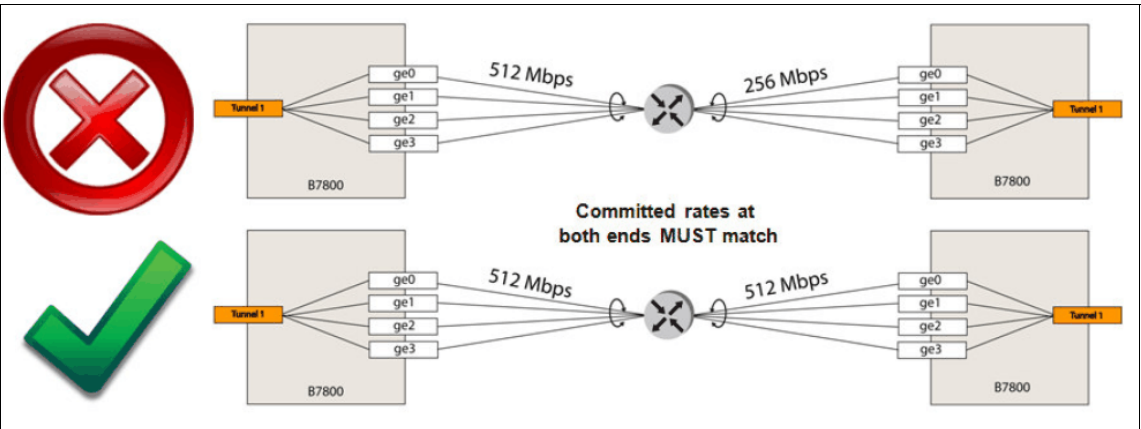 512 Mbps
256 Mbps
ge0
ge1
ge2
ge3
Tunnel 1
B7800
ge0
ge1
ge2
ge3
Tunnel 1
B7800
Committed rates at
both ends MUST match
512 Mbps
512 Mbps
ge0
ge1
ge2
ge3
Tunnel 1
B7800
ge0
ge1
ge2
ge3
Tunnel 1
B7800